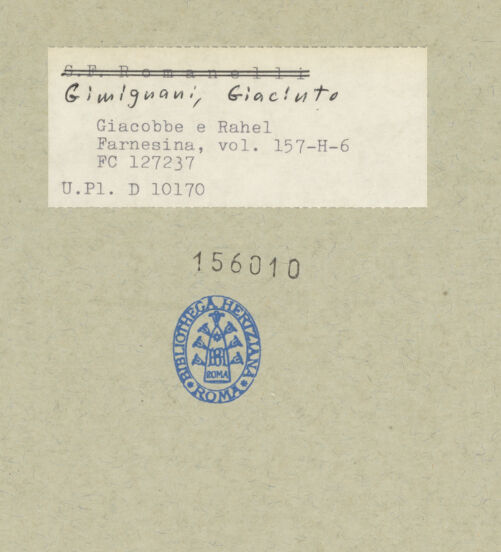 G.F. Romanelli
Gimignani, Giacinto
Giacobbe e Rahel
Farnesina, vol. 157-H-6
FC 127237
U.Pl. D 10170
156010
BIBLIOTHECA HERTZIANA
ROMA
ROMA